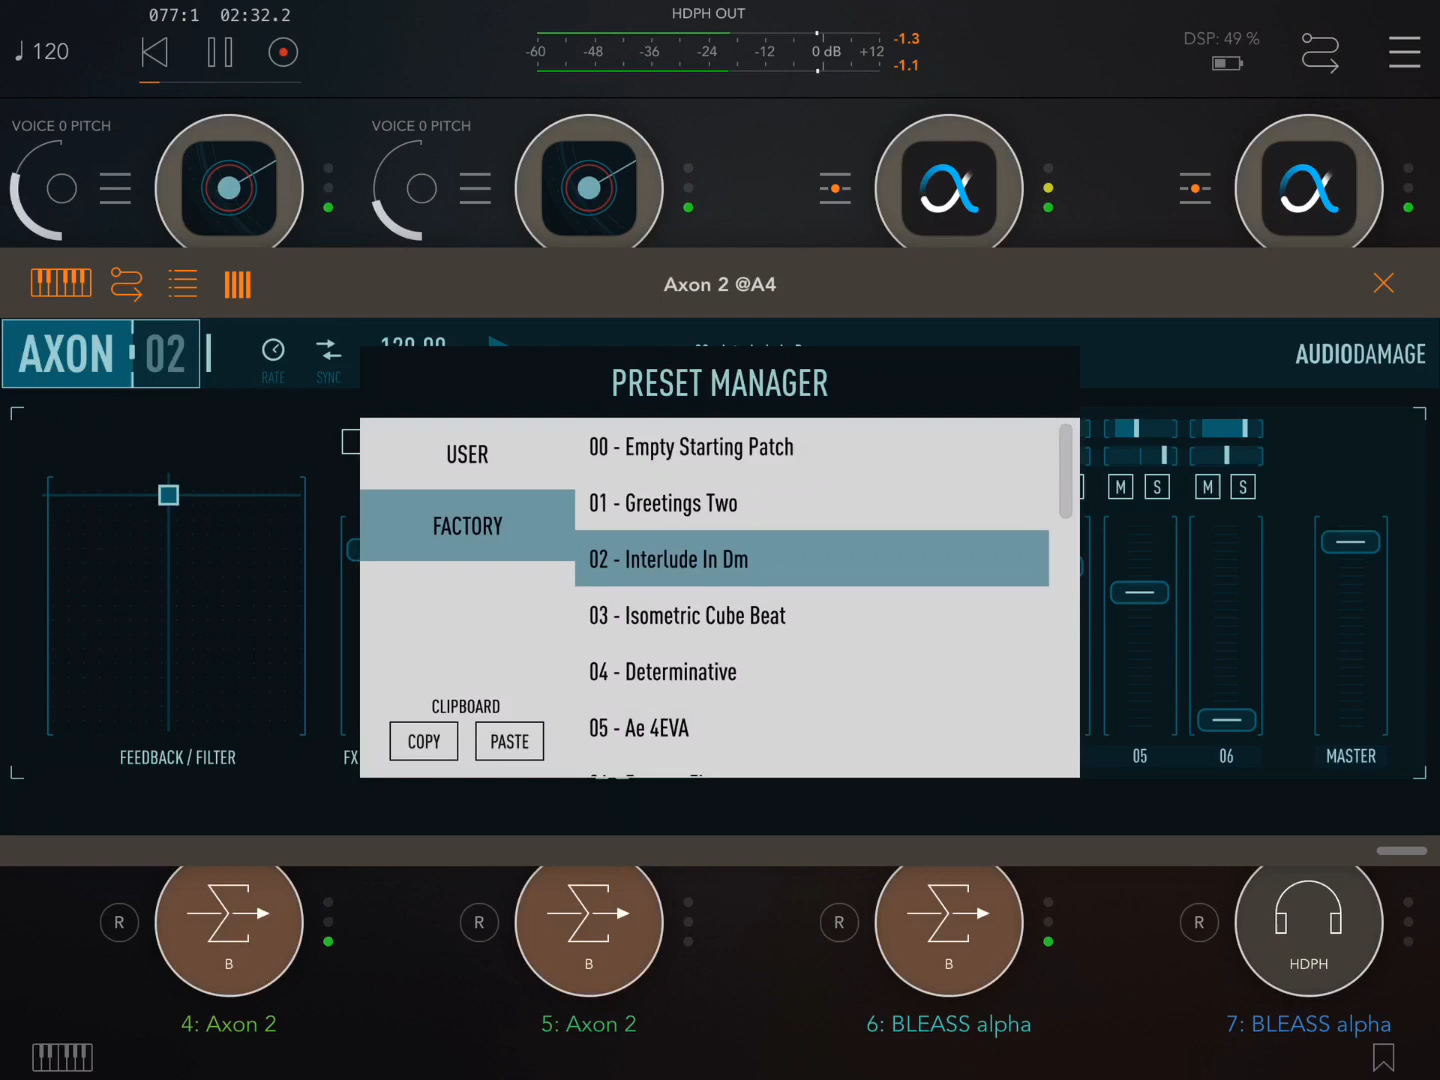 077:1 02:32.2
HDPH OUT
120
-60 -48 -36 -24 -12 0 dB +12
-1.3
-1.1
DSP: 49 %
VOICE 0 PITCH
VOICE 0 PITCH
Axon 2 @A4
AXON 02
RATE
SYNC
AUDIODAMAGE
PRESET MANAGER
USER
FACTORY
00 - Empty Starting Patch
01 - Greetings Two
02 - Interlude In Dm
03 - Isometric Cube Beat
04 - Determinative
05 - Ae 4EVA
CLIPBOARD
COPY
PASTE
M S
M S
FEEDBACK / FILTER
FX
05
06
MASTER
R
B
R
B
R
B
R
HDPH
4: Axon 2
5: Axon 2
6: BLEASS alpha
7: BLEASS alpha